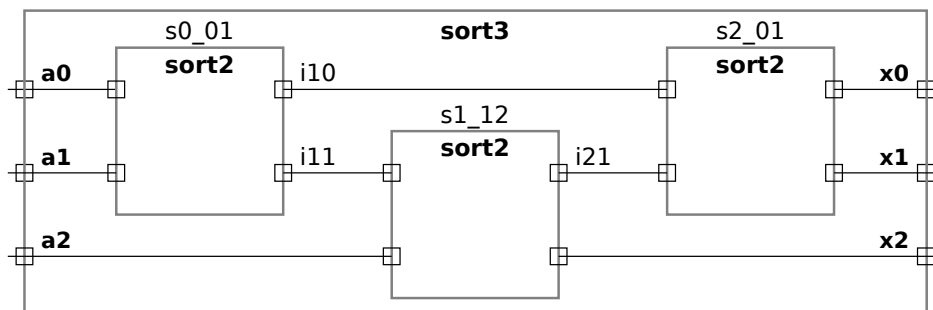 s0_01 sort3 s2_01
sort2 sort2
a0 i10 x0
s1_12
sort2
a1 i11 i21 x1
a2 x2